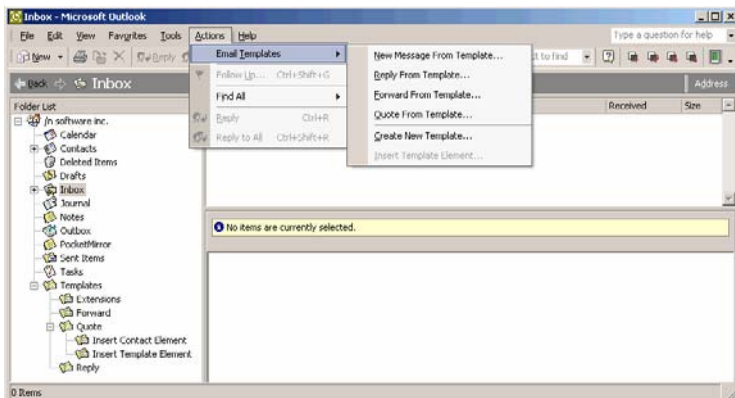 Inbox - Microsoft Outlook
File Edit View Favorites Tools Actions Help
Type a question for help
New
Reply
to find
Back
Inbox
Address
Email Templates
Follow Up... Ctrl+Shift+G
Find All
Reply Ctrl+R
Reply to All Ctrl+Shift+R
New Message From Template...
Reply From Template...
Forward From Template...
Quote From Template...
Create New Template...
Insert Template Element...
Folder List
Received Size
/n software inc.
Calendar
Contacts
Deleted Items
Drafts
Inbox
Journal
Notes
Outbox
PocketMirror
Sent Items
Tasks
Templates
Extensions
Forward
Quote
Insert Contact Element
Insert Template Element
Reply
No items are currently selected.
0 Items